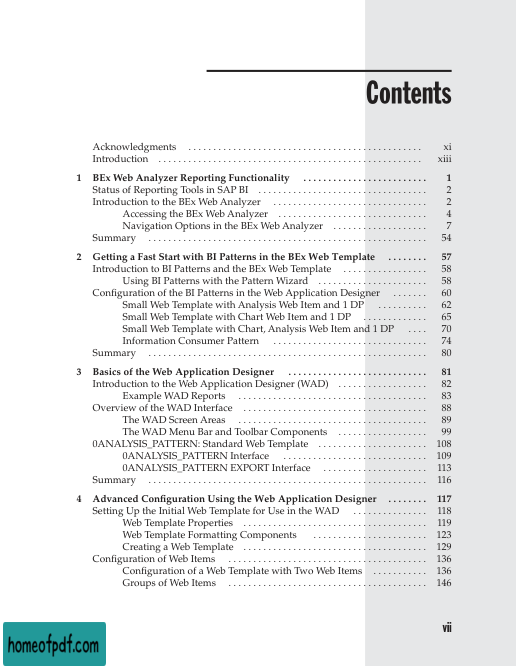 Contents
Acknowledgments . . . . . . . . . . . . . . . . . . . . . . . . . . . . . . . . . . . . . . . . . . . . . . . xi
Introduction . . . . . . . . . . . . . . . . . . . . . . . . . . . . . . . . . . . . . . . . . . . . . . . . . . . . . xiii
1 BEx Web Analyzer Reporting Functionality . . . . . . . . . . . . . . . . . . . . . . . . . 1
Status of Reporting Tools in SAP BI . . . . . . . . . . . . . . . . . . . . . . . . . . . . . . . . . . 2
Introduction to the BEx Web Analyzer . . . . . . . . . . . . . . . . . . . . . . . . . . . . . . . 2
Accessing the BEx Web Analyzer . . . . . . . . . . . . . . . . . . . . . . . . . . . . . . 4
Navigation Options in the BEx Web Analyzer . . . . . . . . . . . . . . . . . . . 7
Summary . . . . . . . . . . . . . . . . . . . . . . . . . . . . . . . . . . . . . . . . . . . . . . . . . . . . . . . . 54
2 Getting a Fast Start with BI Patterns in the BEx Web Template . . . . . . . . 57
Introduction to BI Patterns and the BEx Web Template . . . . . . . . . . . . . . . . . 58
Using BI Patterns with the Pattern Wizard . . . . . . . . . . . . . . . . . . . . . . 58
Configuration of the BI Patterns in the Web Application Designer . . . . . . . 60
Small Web Template with Analysis Web Item and 1 DP . . . . . . . . . . 62
Small Web Template with Chart Web Item and 1 DP . . . . . . . . . . . . . 65
Small Web Template with Chart, Analysis Web Item and 1 DP . . . . 70
Information Consumer Pattern . . . . . . . . . . . . . . . . . . . . . . . . . . . . . . . 74
Summary . . . . . . . . . . . . . . . . . . . . . . . . . . . . . . . . . . . . . . . . . . . . . . . . . . . . . . . . 80
3 Basics of the Web Application Designer . . . . . . . . . . . . . . . . . . . . . . . . . . . . 81
Introduction to the Web Application Designer (WAD) . . . . . . . . . . . . . . . . . . 82
Example WAD Reports . . . . . . . . . . . . . . . . . . . . . . . . . . . . . . . . . . . . . . 83
Overview of the WAD Interface . . . . . . . . . . . . . . . . . . . . . . . . . . . . . . . . . . . . . 88
The WAD Screen Areas . . . . . . . . . . . . . . . . . . . . . . . . . . . . . . . . . . . . . . 89
The WAD Menu Bar and Toolbar Components . . . . . . . . . . . . . . . . . . 99
0ANALYSIS_PATTERN: Standard Web Template . . . . . . . . . . . . . . . . . . . . . . 108
0ANALYSIS_PATTERN Interface . . . . . . . . . . . . . . . . . . . . . . . . . . . . . 109
0ANALYSIS_PATTERN EXPORT Interface . . . . . . . . . . . . . . . . . . . . . 113
Summary . . . . . . . . . . . . . . . . . . . . . . . . . . . . . . . . . . . . . . . . . . . . . . . . . . . . . . . . 116
4 Advanced Configuration Using the Web Application Designer . . . . . . . . 117
Setting Up the Initial Web Template for Use in the WAD . . . . . . . . . . . . . . . 118
Web Template Properties . . . . . . . . . . . . . . . . . . . . . . . . . . . . . . . . . . . . . 119
Web Template Formatting Components . . . . . . . . . . . . . . . . . . . . . . . 123
Creating a Web Template . . . . . . . . . . . . . . . . . . . . . . . . . . . . . . . . . . . . . 129
Configuration of Web Items . . . . . . . . . . . . . . . . . . . . . . . . . . . . . . . . . . . . . . . . 136
Configuration of a Web Template with Two Web Items . . . . . . . . . . . 136
Groups of Web Items . . . . . . . . . . . . . . . . . . . . . . . . . . . . . . . . . . . . . . . . 146
vii
homeofpdf.com